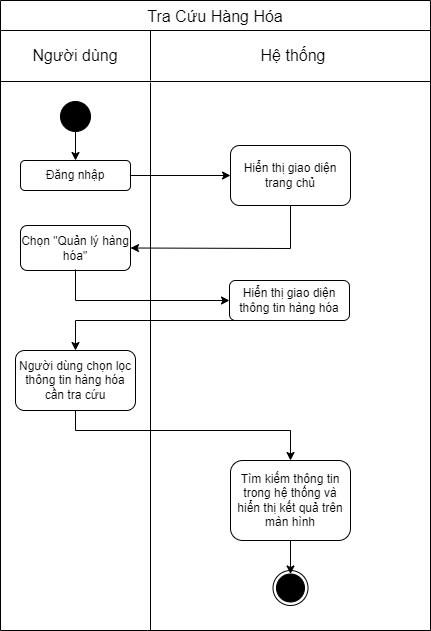 Tra Cứu Hàng Hóa
Người dùng
Hệ thống
Đăng nhập
Hiển thị giao diện
trang chủ
Chọn "Quản lý hàng
hóa"
Hiển thị giao diện
thông tin hàng hóa
Người dùng chọn lọc
thông tin hàng hóa
cần tra cứu
Tìm kiếm thông tin
trong hệ thống và
hiển thị kết quả trên
màn hình